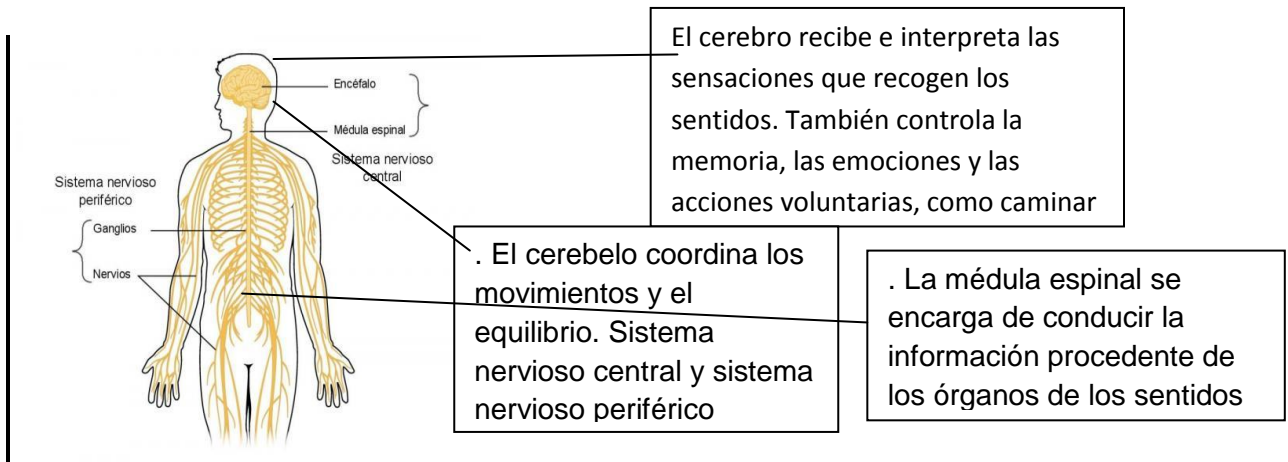 Encéfalo
Médula espinal
Sistema nervioso
central
Sistema nervioso
periférico
Ganglios
Nervios
El cerebro recibe e interpreta las
sensaciones que recogen los
sentidos. También controla la
memoria, las emociones y las
acciones voluntarias, como caminar
. El cerebelo coordina los
movimientos y el
equilibrio. Sistema
nervioso central y sistema
nervioso periférico
. La médula espinal se
encarga de conducir la
información procedente de
los órganos de los sentidos